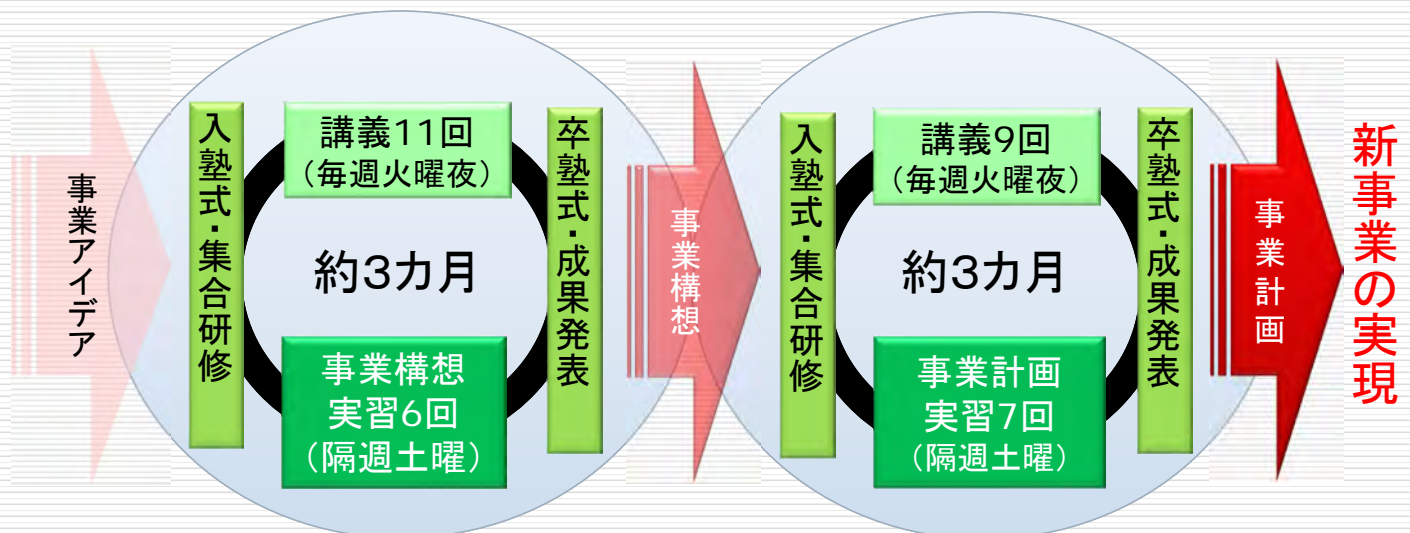 事業アイデア
入塾式・集合研修
講義11回
（毎週火曜夜）
約3カ月
事業構想
実習6回
（隔週土曜）
卒塾式・成果発表
事業構想
入塾式・集合研修
講義9回
（毎週火曜夜）
約3カ月
事業計画
実習7回
（隔週土曜）
卒塾式・成果発表
事業計画
新事業の実現